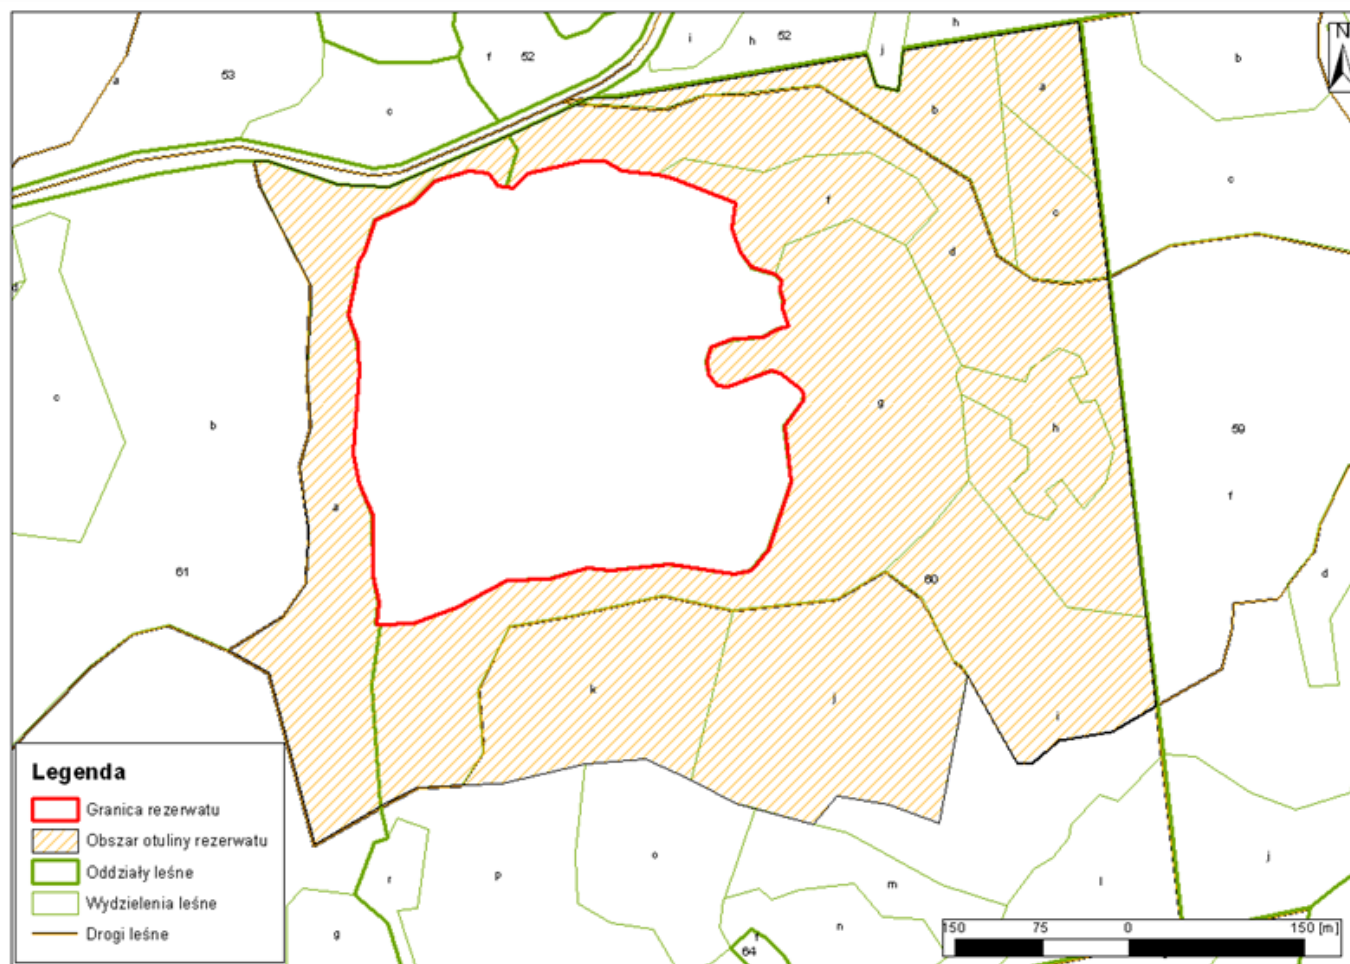 i
h
52
h
j
N
f
52
a
53
b
c
a
b
c
f
c
d
d
c
b
g
h
59
a
f
61
60
d
k
j
i
Legenda
Granica rezerwatu
Obszar otuliny rezerwatu
Oddziały leśne
Wydzielenia leśne
Drogi leśne
o
j
p
r
m
l
g
n
f
64
150 75 0 150 [m]